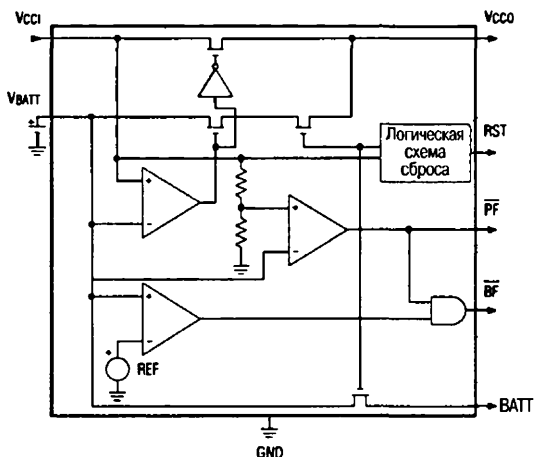 VCCI
VCCO
VBATT
Логическая
схема
сброса
RST
PF
BF
REF
BATT
GND
+
-
+
-
+
-
+
+